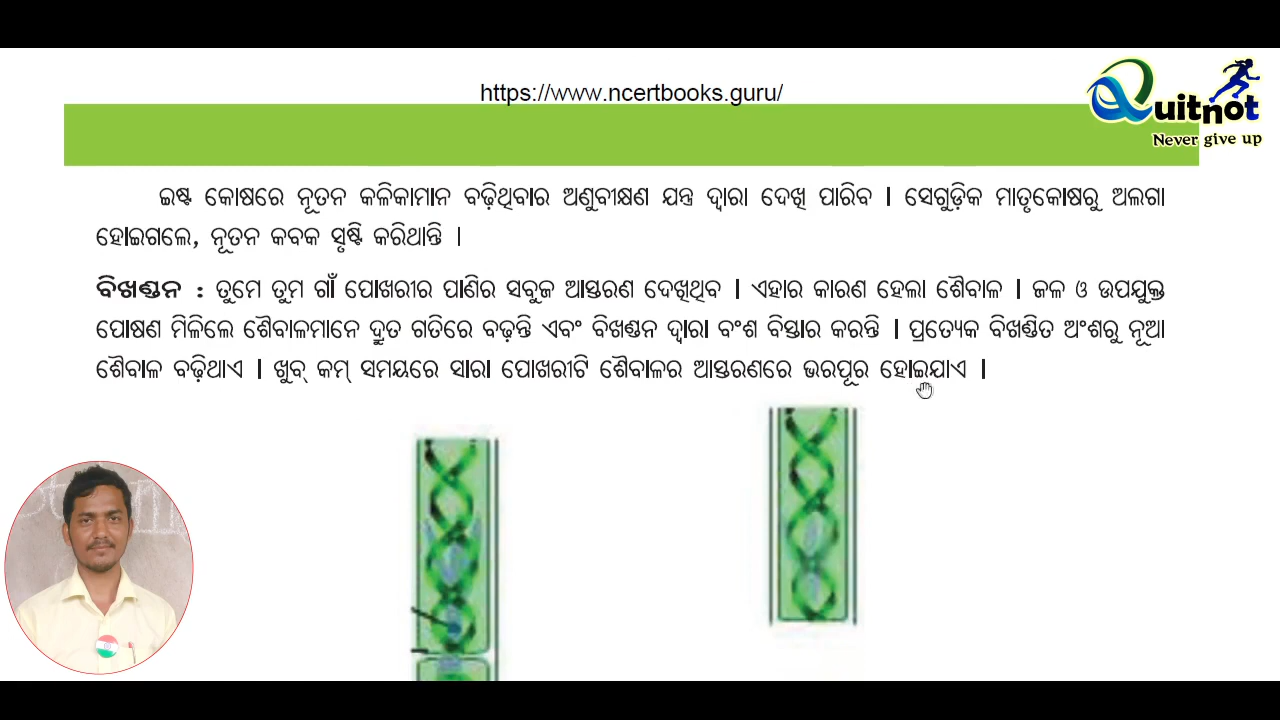 https://www.ncertbooks.guru/
Quitnot
Never give up
ଇଷ୍ଟ କୋଷରେ ନୂତନ କଳିକାମାନ ବଢ଼ିଥିବାର ଅଣୁବୀକ୍ଷଣ ଯନ୍ତ୍ର ଦ୍ୱାରା ଦେଖି ପାରିବ । ସେଗୁଡ଼ିକ ମାତୃକୋଷରୁ ଅଲଗା
ହୋଇଗଲେ, ନୂତନ କବକ ସୃଷ୍ଟି କରିଥାନ୍ତି ।
ବିଖଣ୍ଡନ : ତୁମେ ତୁମ ଗାଁ ପୋଖରୀର ପାଣିର ସବୁଜ ଆସ୍ତରଣ ଦେଖିଥିବ । ଏହାର କାରଣ ହେଲା ଶୈବାଳ । ଜଳ ଓ ଉପଯୁକ୍ତ
ପୋଷଣ ମିଳିଲେ ଶୈବାଳମାନେ ଦ୍ରୁତ ଗତିରେ ବଢ଼ନ୍ତି ଏବଂ ବିଖଣ୍ଡନ ଦ୍ୱାରା ବଂଶ ବିସ୍ତାର କରନ୍ତି । ପ୍ରତ୍ୟେକ ବିଖଣ୍ଡିତ ଅଂଶରୁ ନୂଆ
ଶୈବାଳ ବଢ଼ିଥାଏ । ଖୁବ୍ କମ୍ ସମୟରେ ସାରା ପୋଖରୀଟି ଶୈବାଳର ଆସ୍ତରଣରେ ଭରପୂର ହୋଇଯାଏ ।